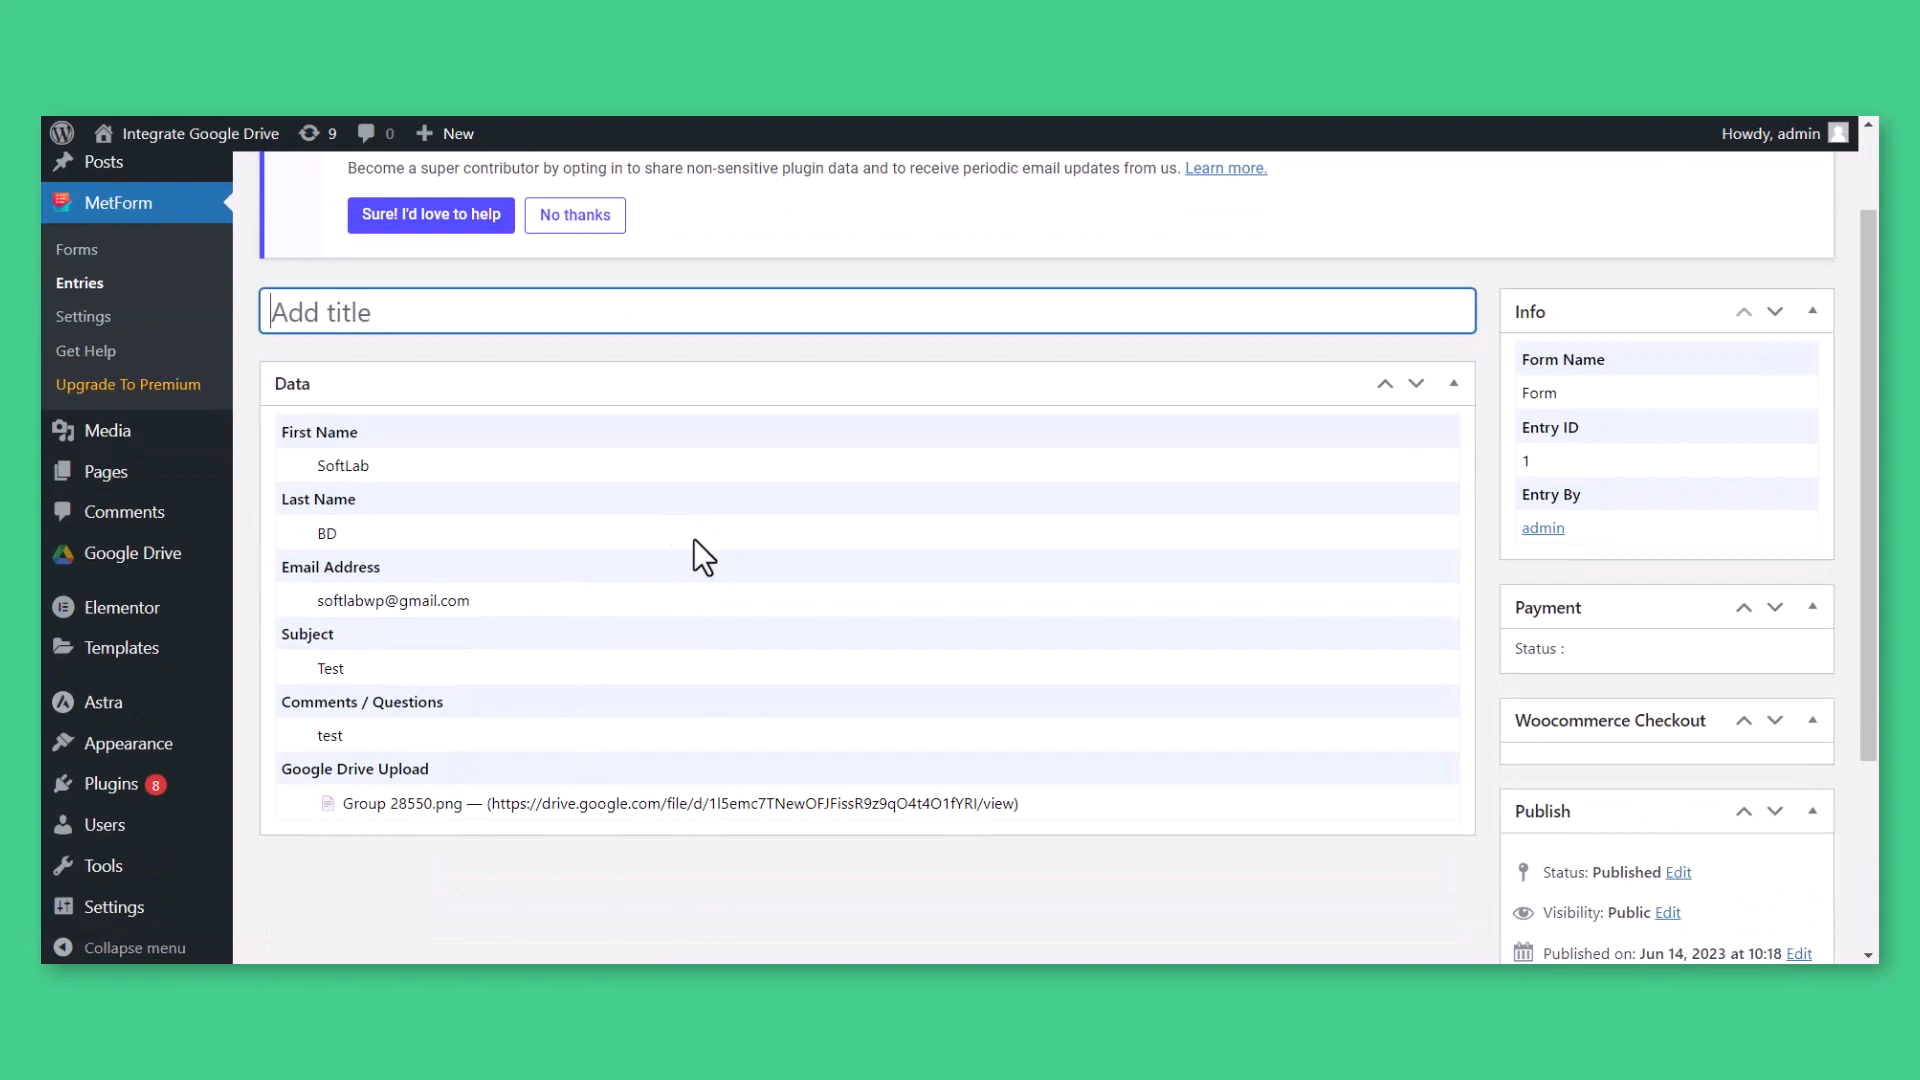 Integrate Google Drive 9 0 New Howdy, admin
Posts
MetForm
Forms
Entries
Settings
Get Help
Upgrade To Premium
Media
Pages
Comments
Google Drive
Elementor
Templates
Astra
Appearance
Plugins 8
Users
Tools
Settings
Collapse menu
Become a super contributor by opting in to share non-sensitive plugin data and to receive periodic email updates from us. Learn more.
Sure! I'd love to help No thanks
Add title
Data
First Name
SoftLab
Last Name
BD
Email Address
softlabwp@gmail.com
Subject
Test
Comments / Questions
test
Google Drive Upload
Group 28550.png — (https://drive.google.com/file/d/1l5emc7TNewOFJFissR9z9qO4t4O1fYRI/view)
Info
Form Name
Form
Entry ID
1
Entry By
admin
Payment
Status :
Woocommerce Checkout
Publish
Status: Published Edit
Visibility: Public Edit
Published on: Jun 14, 2023 at 10:18 Edit